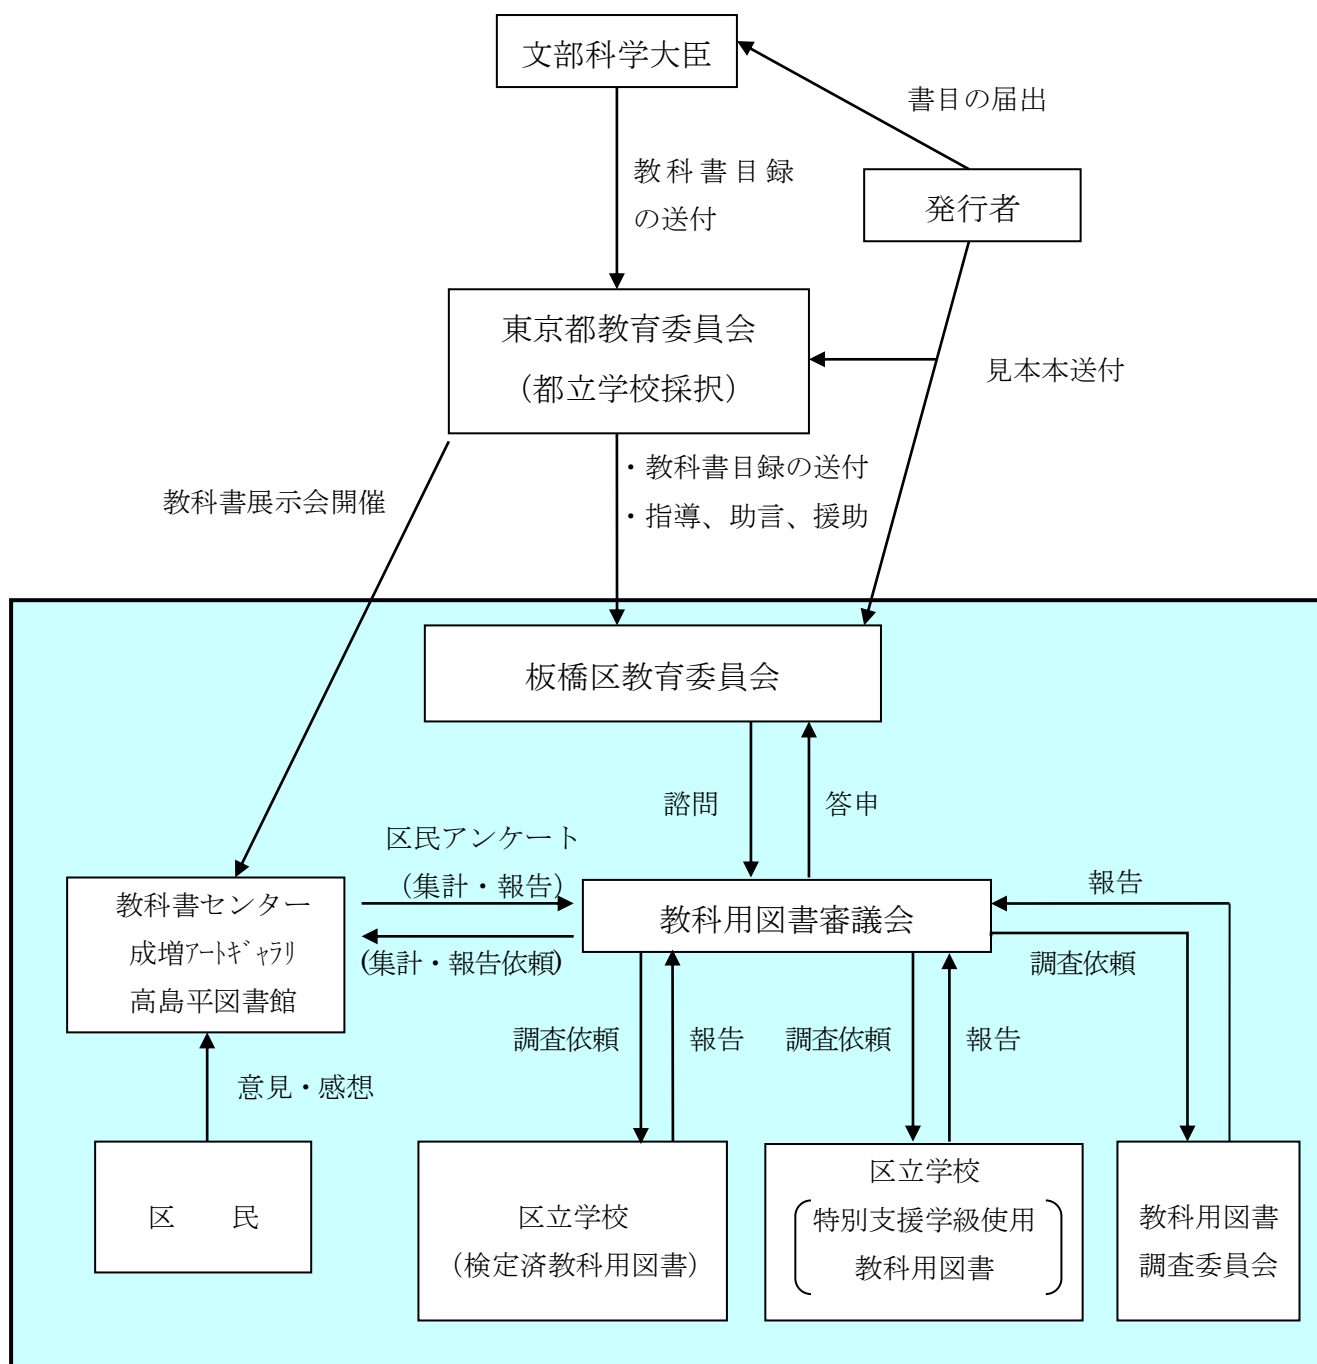 文部科学大臣
書目の届出
教科書目録
の送付
発行者
東京都教育委員会
（都立学校採択）
見本本送付
・教科書目録の送付
・指導、助言、援助
教科書展示会開催
板橋区教育委員会
諮問
答申
区民アンケート
（集計・報告）
(集計・報告依頼)
教科書センター
成増ｱｰﾄｷﾞｬﾗﾘ
高島平図書館
教科用図書審議会
報告
調査依頼
調査依頼
報告
調査依頼
報告
意見・感想
区　　民
区立学校
（検定済教科用図書）
区立学校
特別支援学級使用
教科用図書
教科用図書
調査委員会